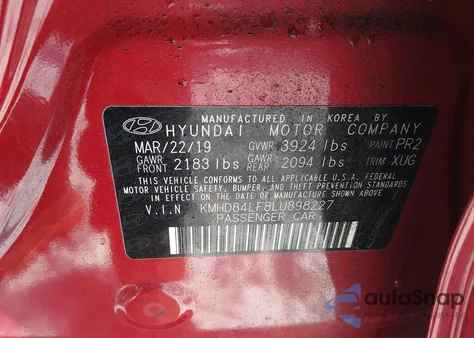 MANUFACTURED IN KOREA BY
HYUNDAI MOTOR COMPANY
MAR/22/19 GVWR 3924 lbs PAINT PR2
GAWR FRONT 2183 lbs GAWR REAR 2094 lbs TRIM XUG
THIS VEHICLE CONFORMS TO ALL APPLICABLE U.S.A. FEDERAL
MOTOR VEHICLE SAFETY, BUMPER, AND THEFT PREVENTION STANDARDS
IN EFFECT ON THE DATE OF MANUFACTURE SHOWN ABOVE.
V.I.N KMHD84LF8LU898227
PASSENGER CAR
autoSnap